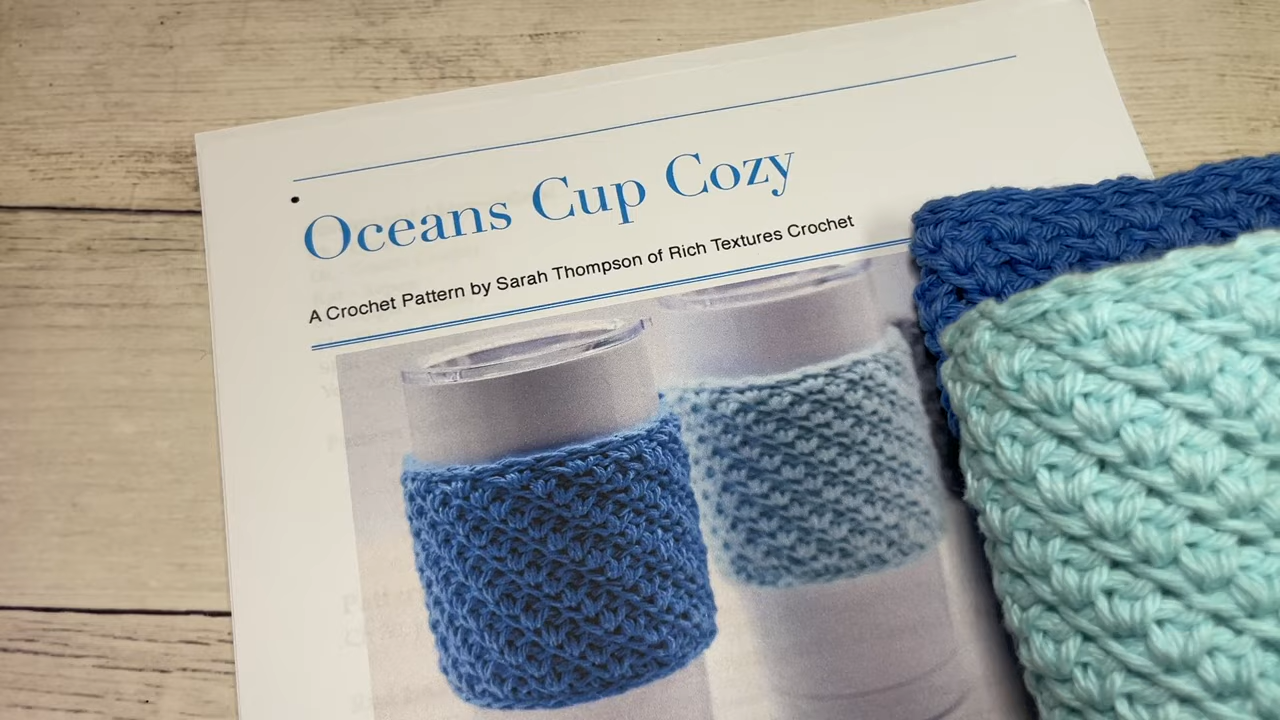 Oceans Cup Cozy
A Crochet Pattern by Sarah Thompson of Rich Textures Crochet